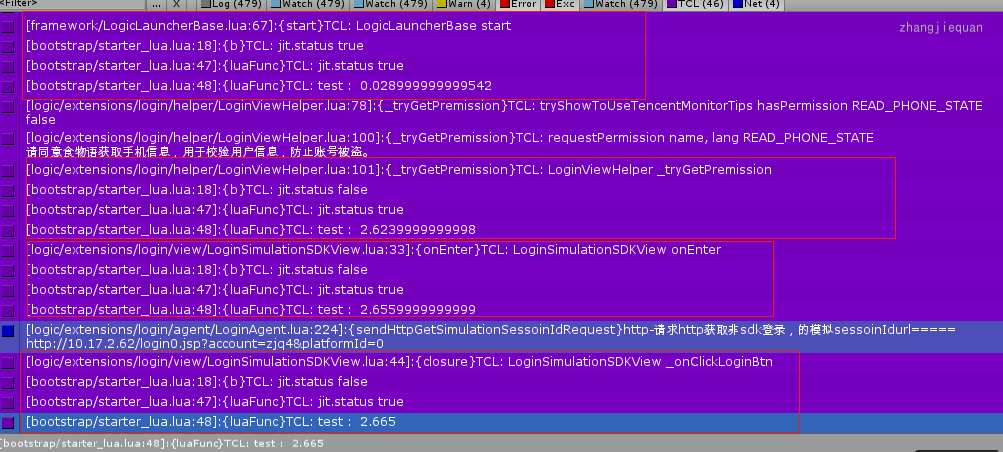 <Filter> ... X Log (479) Watch (479) Watch (479) Warn (4) Error Exc Watch (479) TCL (46) Net (4)
[framework/LogicLauncherBase.lua:67]:{start}TCL: LogicLauncherBase start
zhangjiequan
[bootstrap/starter_lua.lua:18]:{b}TCL: jit.status true
[bootstrap/starter_lua.lua:47]:{luaFunc}TCL: jit.status true
[bootstrap/starter_lua.lua:48]:{luaFunc}TCL: test : 0.028999999999542
[logic/extensions/login/helper/LoginViewHelper.lua:78]:{_tryGetPremission}TCL: tryShowToUseTencentMonitorTips hasPermission READ_PHONE_STATE
false
[logic/extensions/login/helper/LoginViewHelper.lua:100]:{_tryGetPremission}TCL: requestPermission name, lang READ_PHONE_STATE
请同意食物语获取手机信息，用于校验用户信息，防止账号被盗。
[logic/extensions/login/helper/LoginViewHelper.lua:101]:{_tryGetPremission}TCL: LoginViewHelper _tryGetPremission
[bootstrap/starter_lua.lua:18]:{b}TCL: jit.status false
[bootstrap/starter_lua.lua:47]:{luaFunc}TCL: jit.status true
[bootstrap/starter_lua.lua:48]:{luaFunc}TCL: test : 2.6239999999998
[logic/extensions/login/view/LoginSimulationSDKView.lua:33]:{onEnter}TCL: LoginSimulationSDKView onEnter
[bootstrap/starter_lua.lua:18]:{b}TCL: jit.status false
[bootstrap/starter_lua.lua:47]:{luaFunc}TCL: jit.status true
[bootstrap/starter_lua.lua:48]:{luaFunc}TCL: test : 2.6559999999999
[logic/extensions/login/agent/LoginAgent.lua:224]:{sendHttpGetSimulationSessoinIdRequest}http-请求http获取非sdk登录，的模拟sessoinIdurl=====
http://10.17.2.62/login0.jsp?account=zjq48&platformId=0
[logic/extensions/login/view/LoginSimulationSDKView.lua:44]:{closure}TCL: LoginSimulationSDKView _onClickLoginBtn
[bootstrap/starter_lua.lua:18]:{b}TCL: jit.status false
[bootstrap/starter_lua.lua:47]:{luaFunc}TCL: jit.status true
[bootstrap/starter_lua.lua:48]:{luaFunc}TCL: test : 2.665
[bootstrap/starter_lua.lua:48]:{luaFunc}TCL: test : 2.665